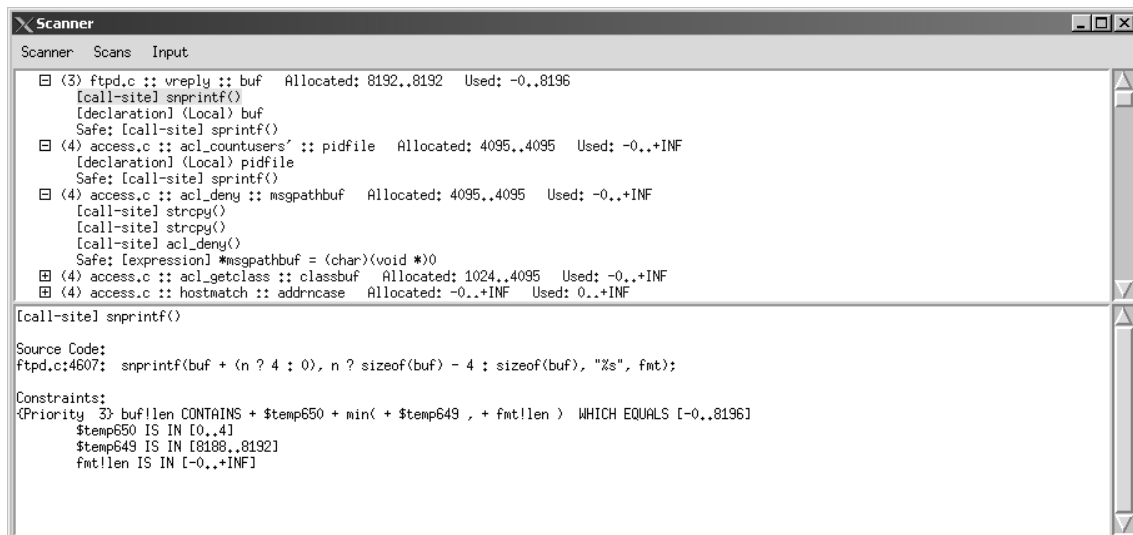 Scanner
Scanner Scans Input
(3) ftpd.c :: vreply :: buf Allocated: 8192..8192 Used: -0..8196
[call-site] snprintf()
[declaration] (Local) buf
Safe: [call-site] sprintf()
(4) access.c :: acl_countusers' :: pidfile Allocated: 4095..4095 Used: -0..+INF
[declaration] (Local) pidfile
Safe: [call-site] sprintf()
(4) access.c :: acl_deny :: msgpathbuf Allocated: 4095..4095 Used: -0..+INF
[call-site] strcpy()
[call-site] strcpy()
[call-site] acl_deny()
Safe: [expression] *msgpathbuf = (char)(void *)0
(4) access.c :: acl_getclass :: classbuf Allocated: 1024..4095 Used: -0..+INF
(4) access.c :: hostmatch :: addrncase Allocated: -0..+INF Used: 0..+INF
[call-site] snprintf()
Source Code:
ftpd.c:4607: snprintf(buf + (n ? 4 : 0), n ? sizeof(buf) - 4 : sizeof(buf), "%s", fmt);
Constraints:
{Priority 3} buf!len CONTAINS + $temp650 + min( + $temp649 , + fmt!len ) WHICH EQUALS [-0..8196]
$temp650 IS IN [0..4]
$temp649 IS IN [8188..8192]
fmt!len IS IN [-0..+INF]